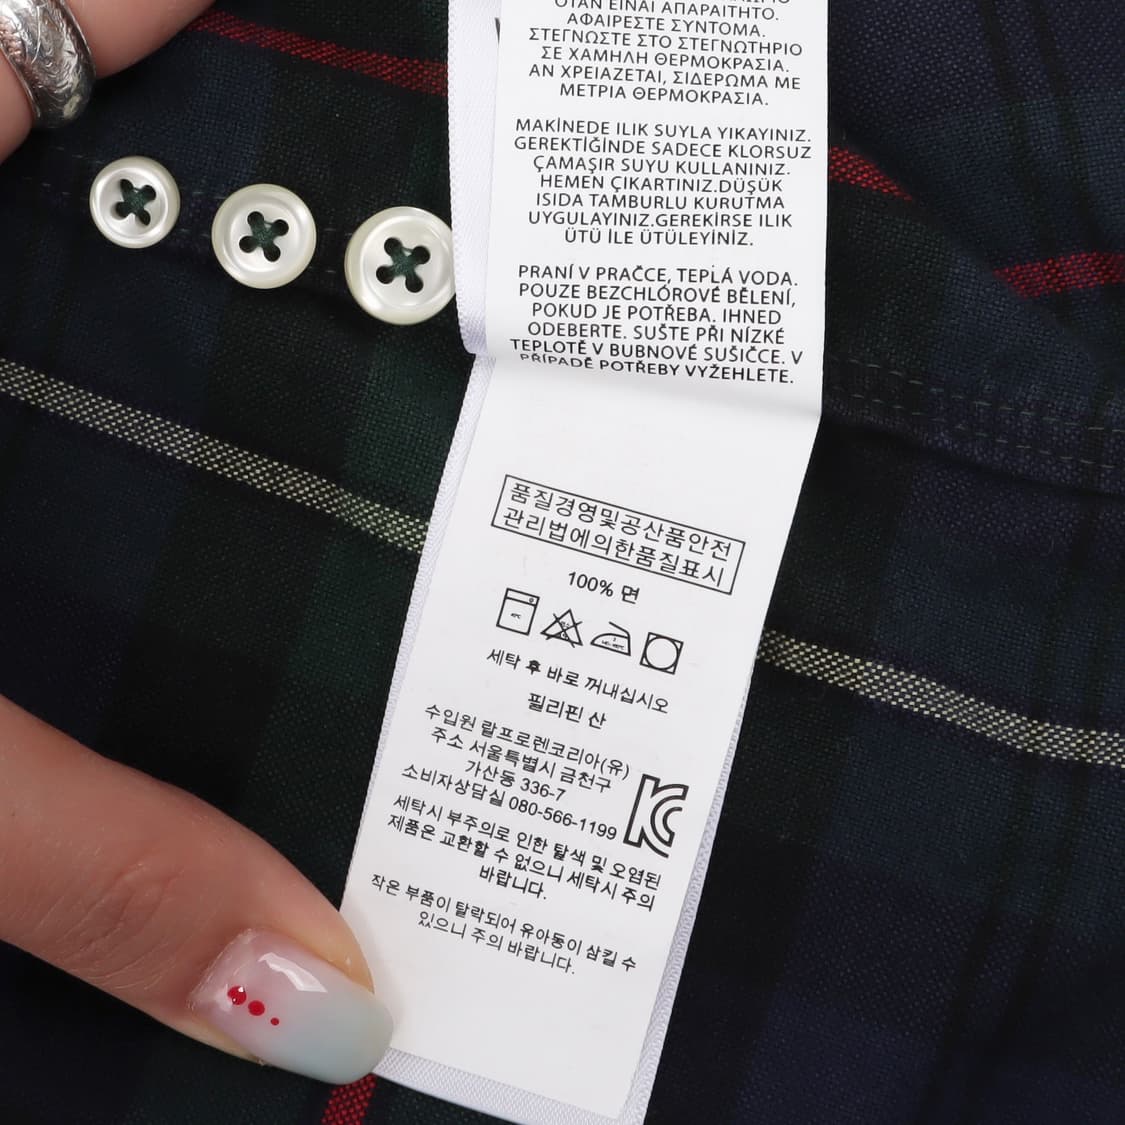 ΟΤΑΝ ΕΙΝΑΙ ΑΠΑΡΑΙΤΗΤΟ.
ΑΦΑΙΡΕΣΤΕ ΣΥΝΤΟΜΑ.
ΣΤΕΓΝΩΣΤΕ ΣΤΟ ΣΤΕΓΝΩΤΗΡΙΟ
ΣΕ ΧΑΜΗΛΗ ΘΕΡΜΟΚΡΑΣΙΑ.
ΑΝ ΧΡΕΙΑΖΕΤΑΙ, ΣΙΔΕΡΩΜΑ ΜΕ
ΜΕΤΡΙΑ ΘΕΡΜΟΚΡΑΣΙΑ.
MAKİNEDE ILIK SUYLA YIKAYINIZ.
GEREKTİĞİNDE SADECE KLORSUZ
ÇAMAŞIR SUYU KULLANINIZ.
HEMEN ÇIKARTINIZ.DÜŞÜK
ISIDA TAMBURLU KURUTMA
UYGULAYINIZ.GEREKİRSE ILIK
ÜTÜ İLE ÜTÜLEYİNİZ.
PRANÍ V PRAČCE, TEPLÁ VODA.
POUZE BEZCHLÓROVÉ BĚLENÍ,
POKUD JE POTŘEBA. IHNED
ODEBERTE. SUŠTE PŘI NÍZKÉ
TEPLOTĚ V BUBNOVÉ SUŠIČCE. V
PŘÍPADĚ POTŘEBY VYŽEHLETE.
품질경영및공산품안전
관리법에의한품질표시
100% 면
세탁 후 바로 꺼내십시오
필리핀 산
수입원 랄프로렌코리아(유)
주소 서울특별시 금천구
가산동 336-7
소비자상담실 080-566-1199
KC
세탁시 부주의로 인한 탈색 및 오염된
제품은 교환할 수 없으니 세탁시 주의
바랍니다.
작은 부품이 탈락되어 유아동이 삼킬 수
있으니 주의 바랍니다.